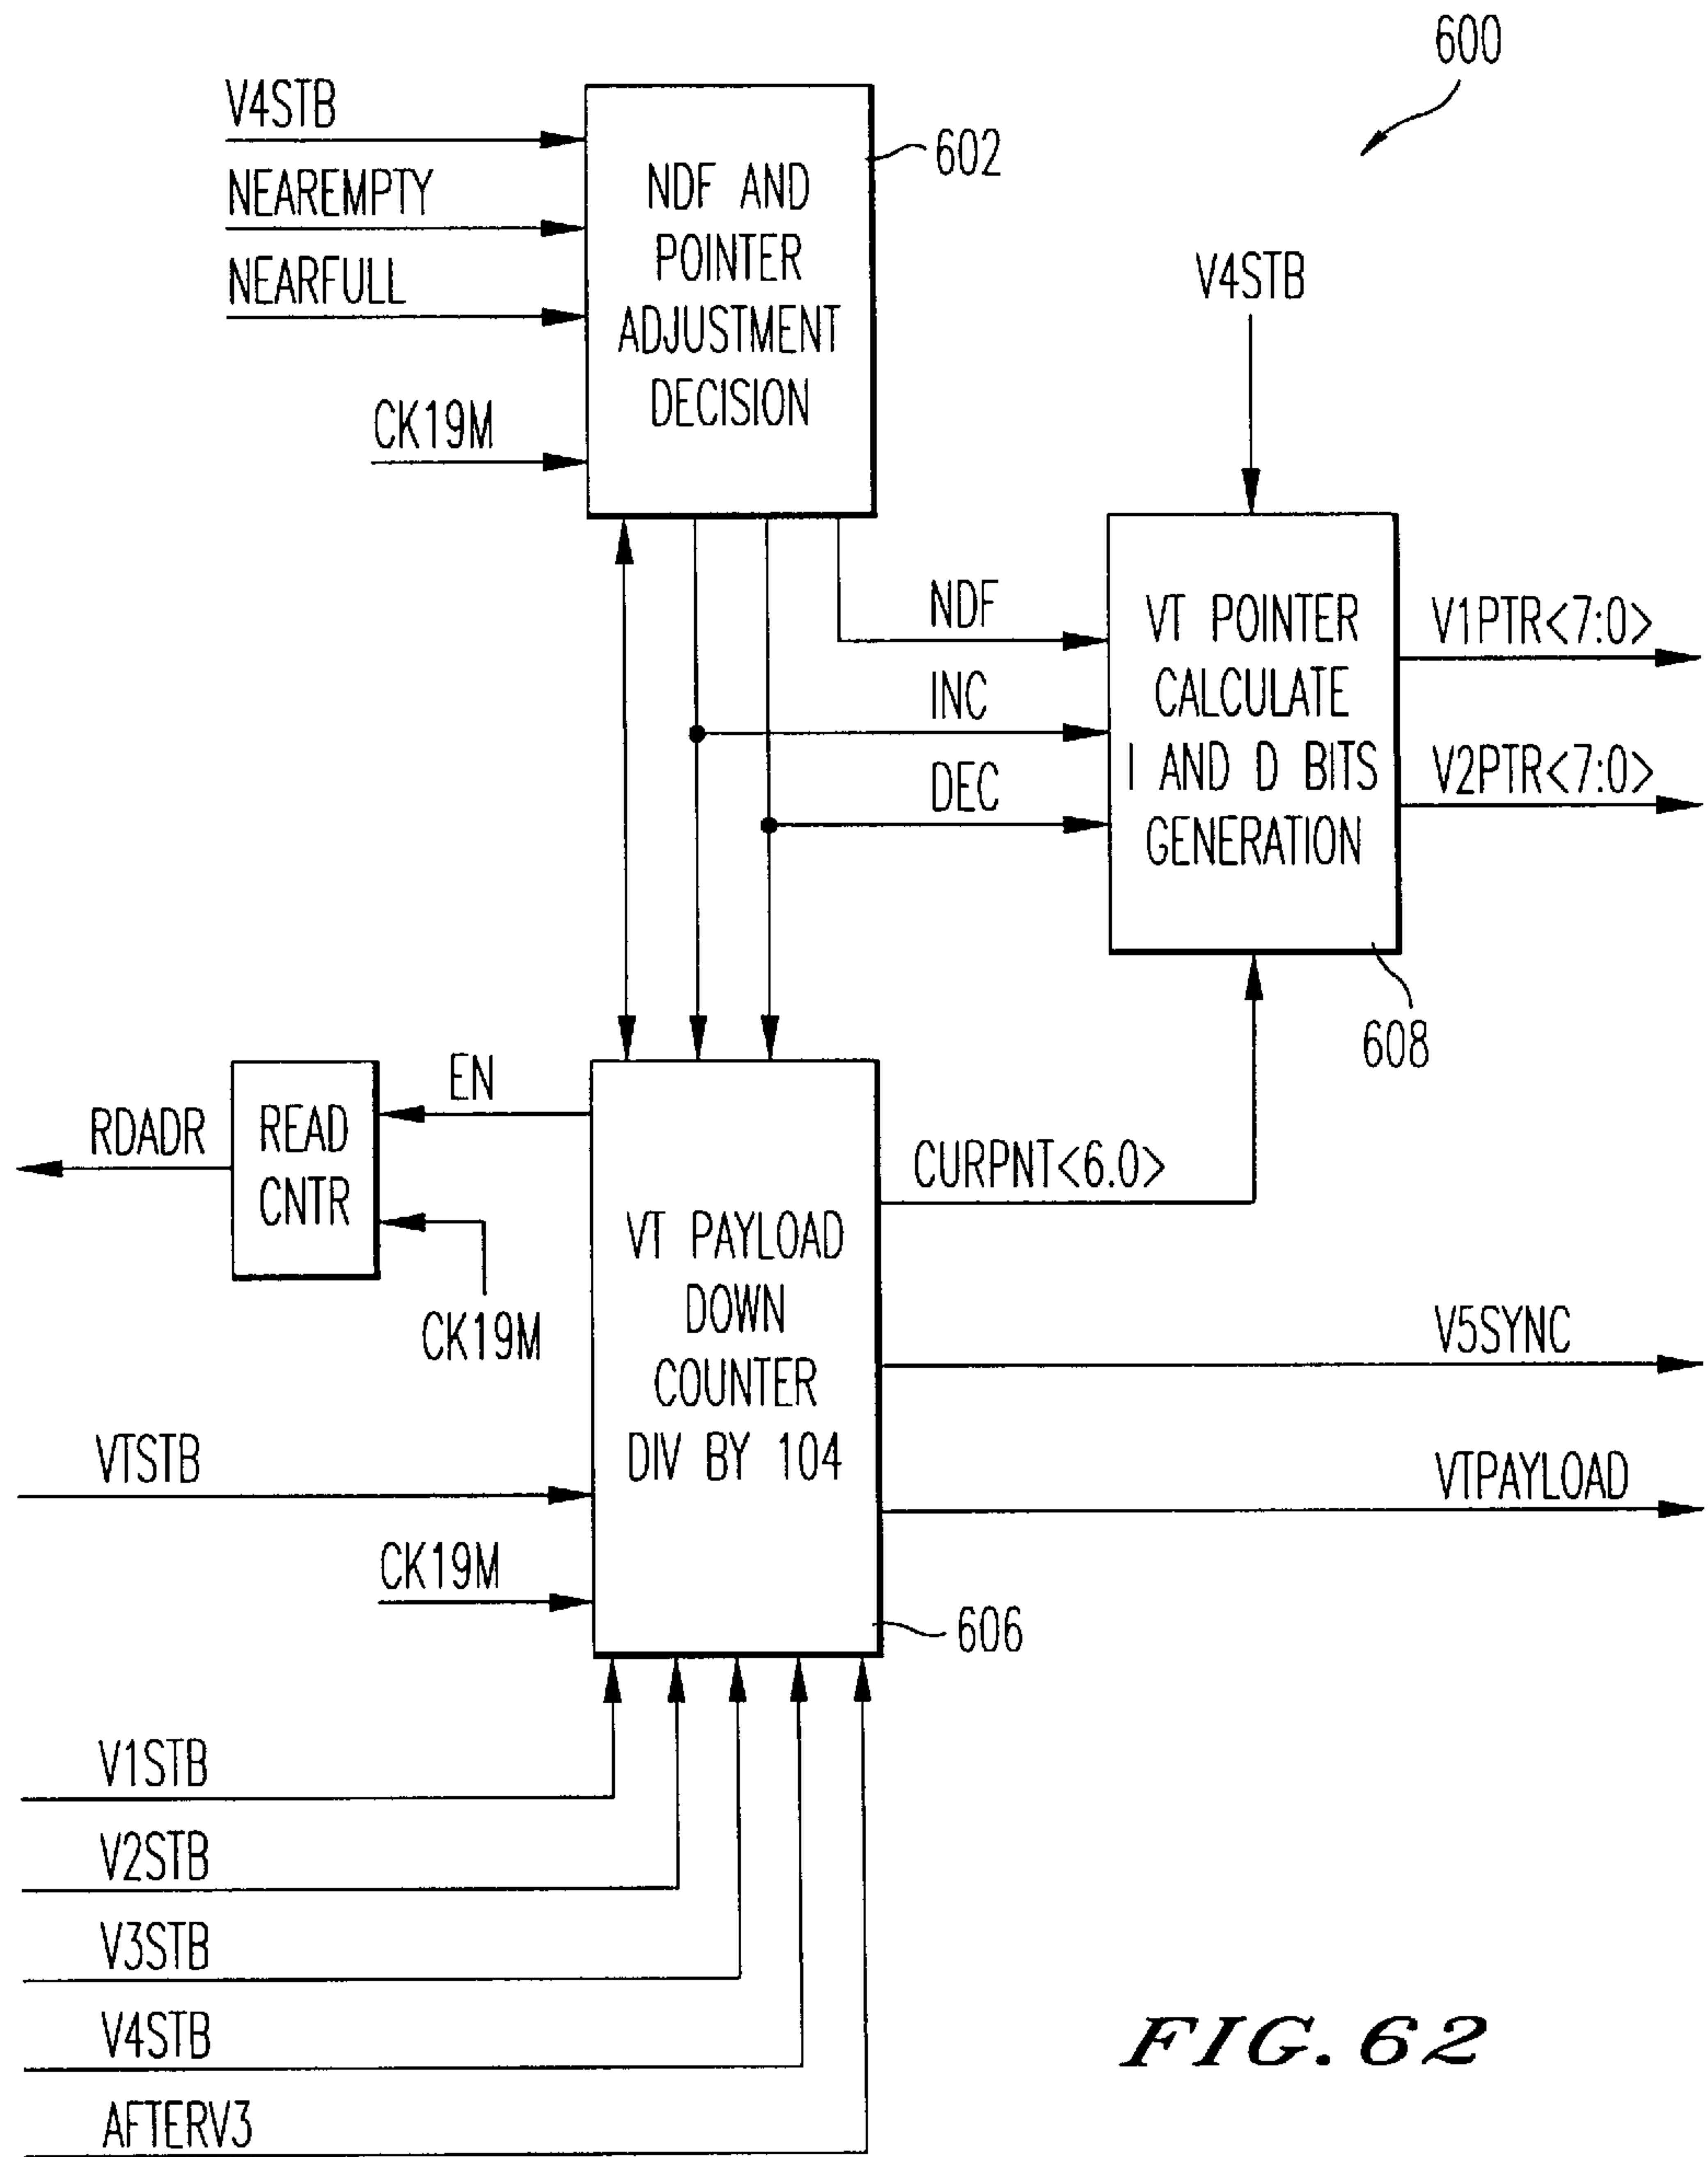 600
V4STB
NEAREMPTY
NEARFULL
CK19M
NDF AND
POINTER
ADJUSTMENT
DECISION
602
V4STB
NDF
INC
DEC
VT POINTER
CALCULATE
I AND D BITS
GENERATION
V1PTR<7:0>
V2PTR<7:0>
608
RDADR
READ
CNTR
EN
CK19M
CURPNT<6.0>
VT PAYLOAD
DOWN
COUNTER
DIV BY 104
V5SYNC
VTPAYLOAD
VTSTB
CK19M
606
V1STB
V2STB
V3STB
V4STB
AFTERV3
FIG. 62